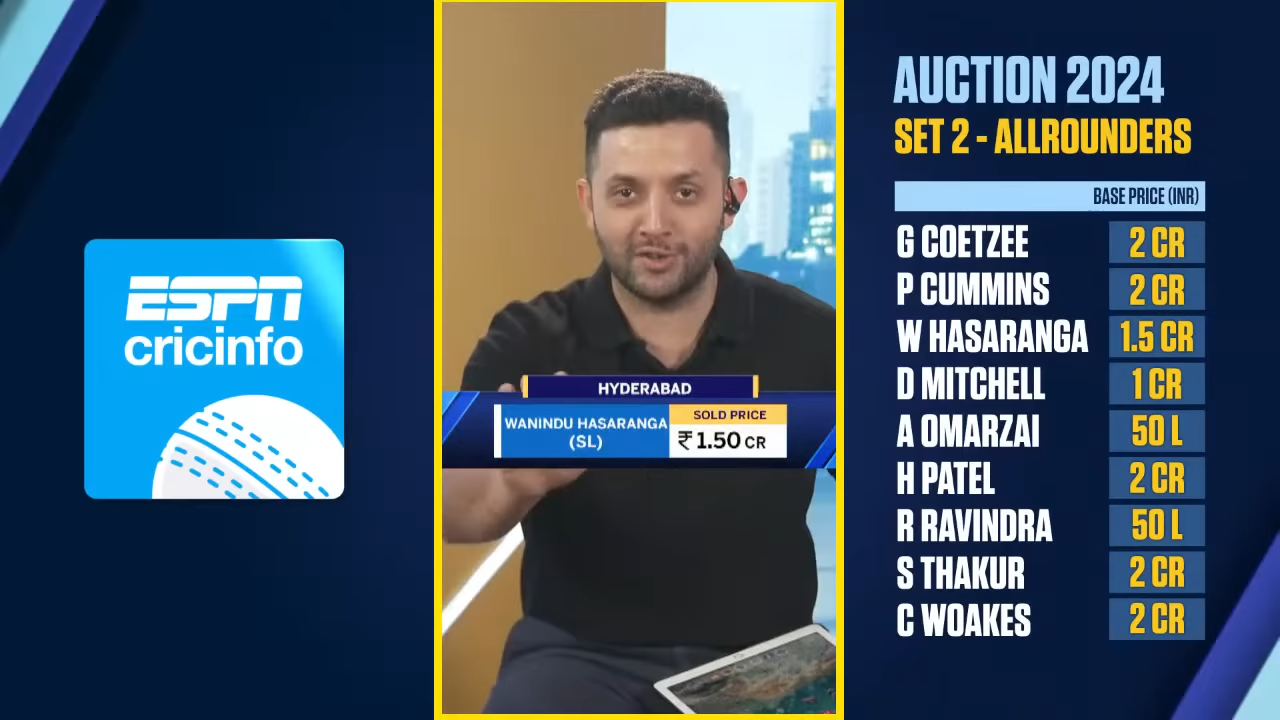 ESPN
cricinfo
HYDERABAD
WANINDU HASARANGA
(SL)
SOLD PRICE
₹ 1.50 CR
AUCTION 2024
SET 2 - ALLROUNDERS
BASE PRICE (INR)
G COETZEE 2 CR
P CUMMINS 2 CR
W HASARANGA 1.5 CR
D MITCHELL 1 CR
A OMARZAI 50 L
H PATEL 2 CR
R RAVINDRA 50 L
S THAKUR 2 CR
C WOAKES 2 CR